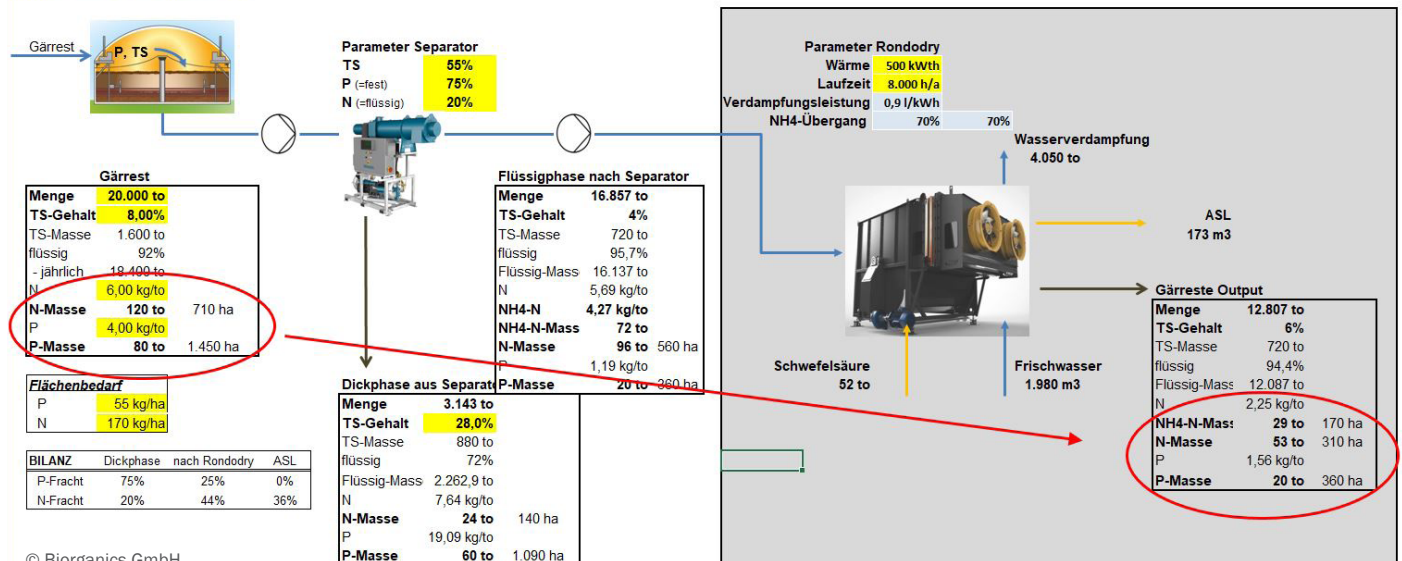 Gärrest
P, TS
Parameter Separator
TS 55%
P (=fest) 75%
N (=flüssig) 20%
Parameter Rondodry
Wärme 500 kWth
Laufzeit 8.000 h/a
Verdampfungsleistung 0,9 l/kWh
NH4-Übergang 70% 70%
Wasserverdampfung
4.050 to
ASL
173 m3
Schwefelsäure
52 to
Frischwasser
1.980 m3
Gärrest
Menge 20.000 to
TS-Gehalt 8,00%
TS-Masse 1.600 to
flüssig 92%
- jährlich 18.400 to
N 6,00 kg/to
N-Masse 120 to 710 ha
P 4,00 kg/to
P-Masse 80 to 1.450 ha
Flächenbedarf
P 55 kg/ha
N 170 kg/ha
BILANZ Dickphase nach Rondodry ASL
P-Fracht 75% 25% 0%
N-Fracht 20% 44% 36%
Flüssigphase nach Separator
Menge 16.857 to
TS-Gehalt 4%
TS-Masse 720 to
flüssig 95,7%
Flüssig-Mass 16.137 to
N 5,69 kg/to
NH4-N 4,27 kg/to
NH4-N-Mass 72 to
N-Masse 96 to 560 ha
P 1,19 kg/to
P-Masse 20 to 360 ha
Dickphase aus Separato
Menge 3.143 to
TS-Gehalt 28,0%
TS-Masse 880 to
flüssig 72%
Flüssig-Mass 2.262,9 to
N 7,64 kg/to
N-Masse 24 to 140 ha
P 19,09 kg/to
P-Masse 60 to 1.090 ha
Gärreste Output
Menge 12.807 to
TS-Gehalt 6%
TS-Masse 720 to
flüssig 94,4%
Flüssig-Mass 12.087 to
N 2,25 kg/to
NH4-N-Mass 29 to 170 ha
N-Masse 53 to 310 ha
P 1,56 kg/to
P-Masse 20 to 360 ha
© Biorganics GmbH